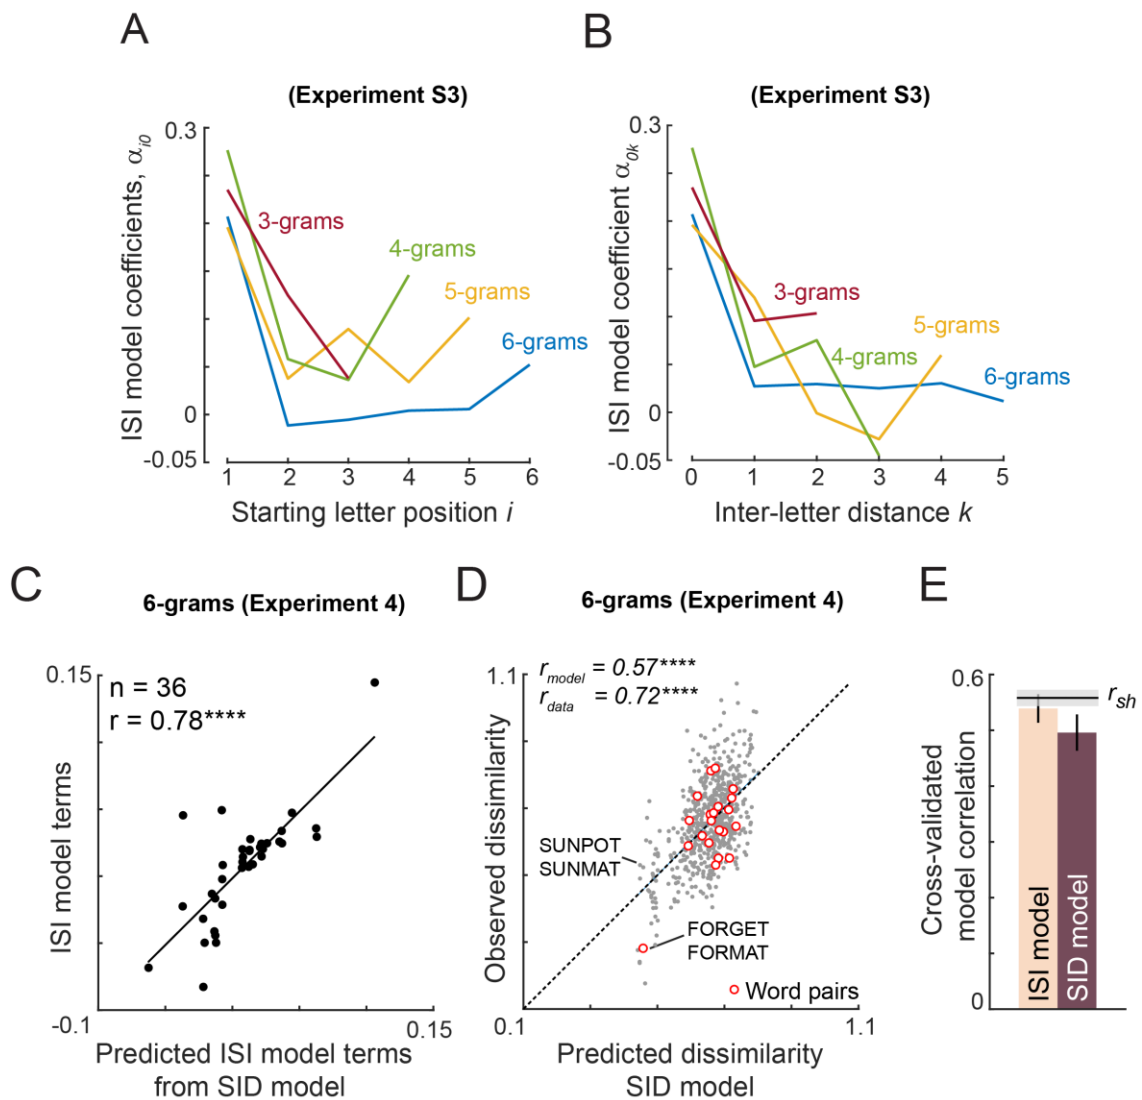 A
(Experiment S3)
0.3
0
-0.05
ISI model coefficients, αi0
3-grams
4-grams
5-grams
6-grams
1 2 3 4 5 6
Starting letter position i
B
(Experiment S3)
0.3
0
-0.05
ISI model coefficient α0k
3-grams
5-grams
4-grams
6-grams
0 1 2 3 4 5
Inter-letter distance k
C
6-grams (Experiment 4)
0.15
n = 36
r = 0.78****
ISI model terms
-0.1
0.15
Predicted ISI model terms
from SID model
D
6-grams (Experiment 4)
1.1
rmodel = 0.57****
rdata = 0.72****
Observed dissimilarity
SUNPOT
SUNMAT
FORGET
FORMAT
Word pairs
0.1
1.1
Predicted dissimilarity
SID model
E
0.6
rsh
Cross-validated
model correlation
ISI model
SID model
0